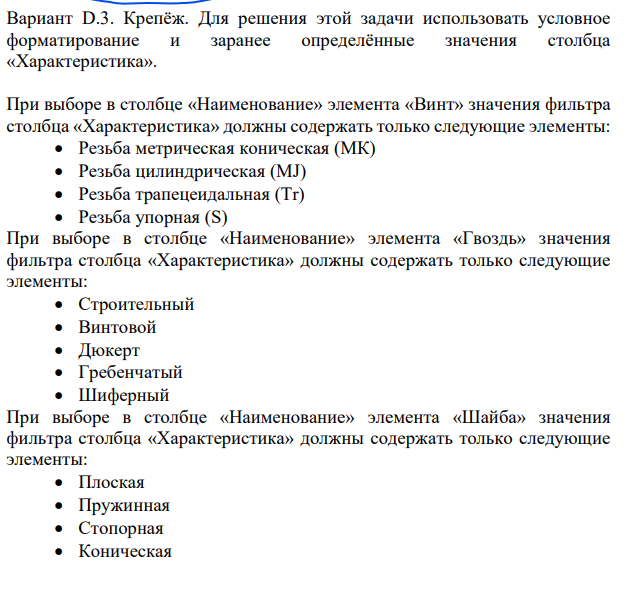 Вариант D.3. Крепёж. Для решения этой задачи использовать условное
форматирование и заранее определённые значения столбца
«Характеристика».
При выборе в столбце «Наименование» элемента «Винт» значения фильтра
столбца «Характеристика» должны содержать только следующие элементы:
• Резьба метрическая коническая (МК)
• Резьба цилиндрическая (MJ)
• Резьба трапецеидальная (Tr)
• Резьба упорная (S)
При выборе в столбце «Наименование» элемента «Гвоздь» значения
фильтра столбца «Характеристика» должны содержать только следующие
элементы:
• Строительный
• Винтовой
• Дюкерт
• Гребенчатый
• Шиферный
При выборе в столбце «Наименование» элемента «Шайба» значения
фильтра столбца «Характеристика» должны содержать только следующие
элементы:
• Плоская
• Пружинная
• Стопорная
• Коническая